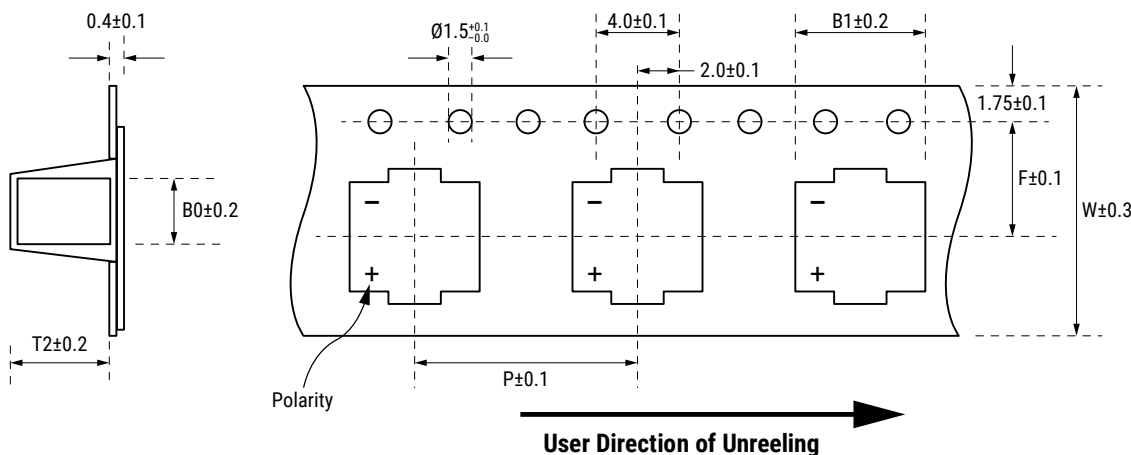 0.4±0.1
Ø1.5+0.1
-0.0
4.0±0.1
B1±0.2
2.0±0.1
1.75±0.1
B0±0.2
F±0.1
W±0.3
−
−
−
+
+
+
T2±0.2
P±0.1
Polarity
User Direction of Unreeling